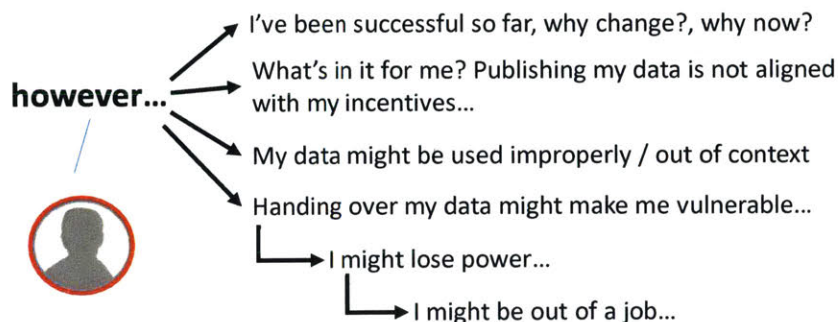 I've been successful so far, why change?, why now?
however...
What's in it for me? Publishing my data is not aligned
with my incentives...
My data might be used improperly / out of context
Handing over my data might make me vulnerable...
I might lose power...
I might be out of a job...